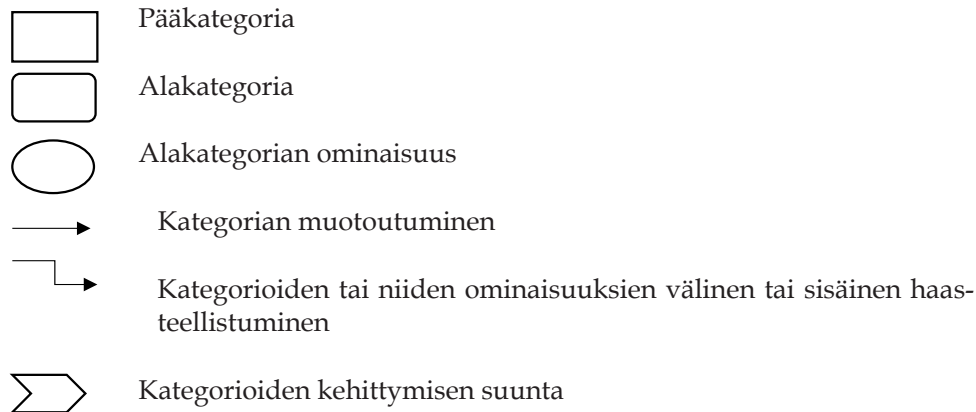 Pääkategoria
Alakategoria
Alakategorian ominaisuus
Kategorian muotoutuminen
Kategorioiden tai niiden ominaisuuksien välinen tai sisäinen haas-
teellistuminen
Kategorioiden kehittymisen suunta